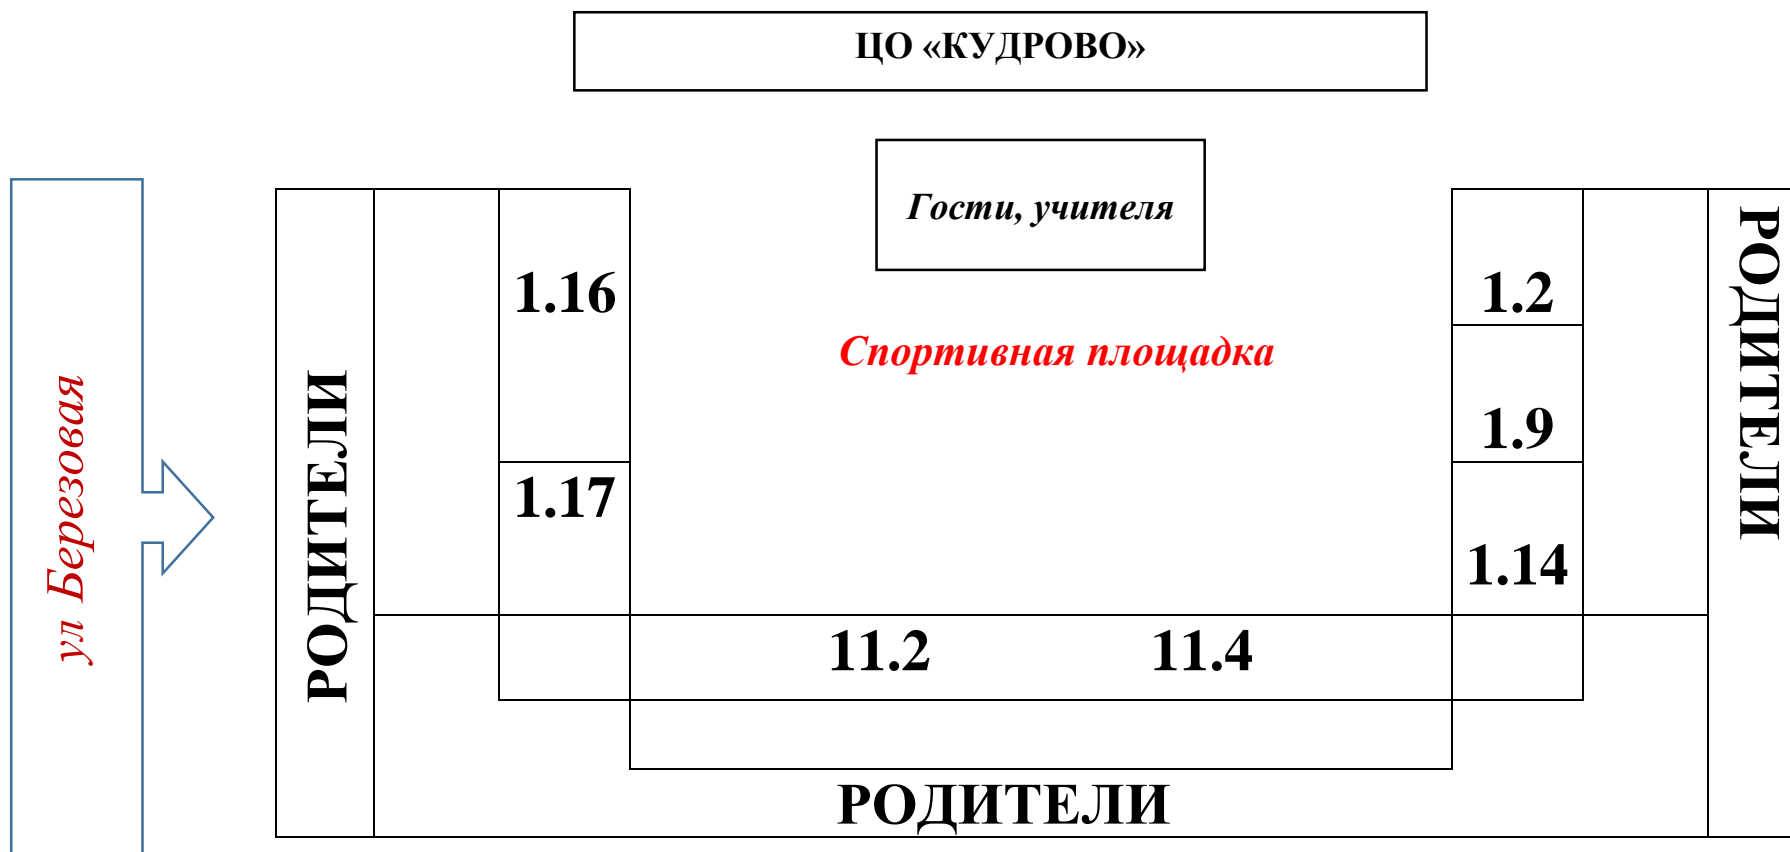 ЦО «КУДРОВО»
Гости, учителя
1.16
1.2
Спортивная площадка
1.9
1.17
1.14
11.2 11.4
РОДИТЕЛИ
РОДИТЕЛИ
РОДИТЕЛИ
ул Березовая